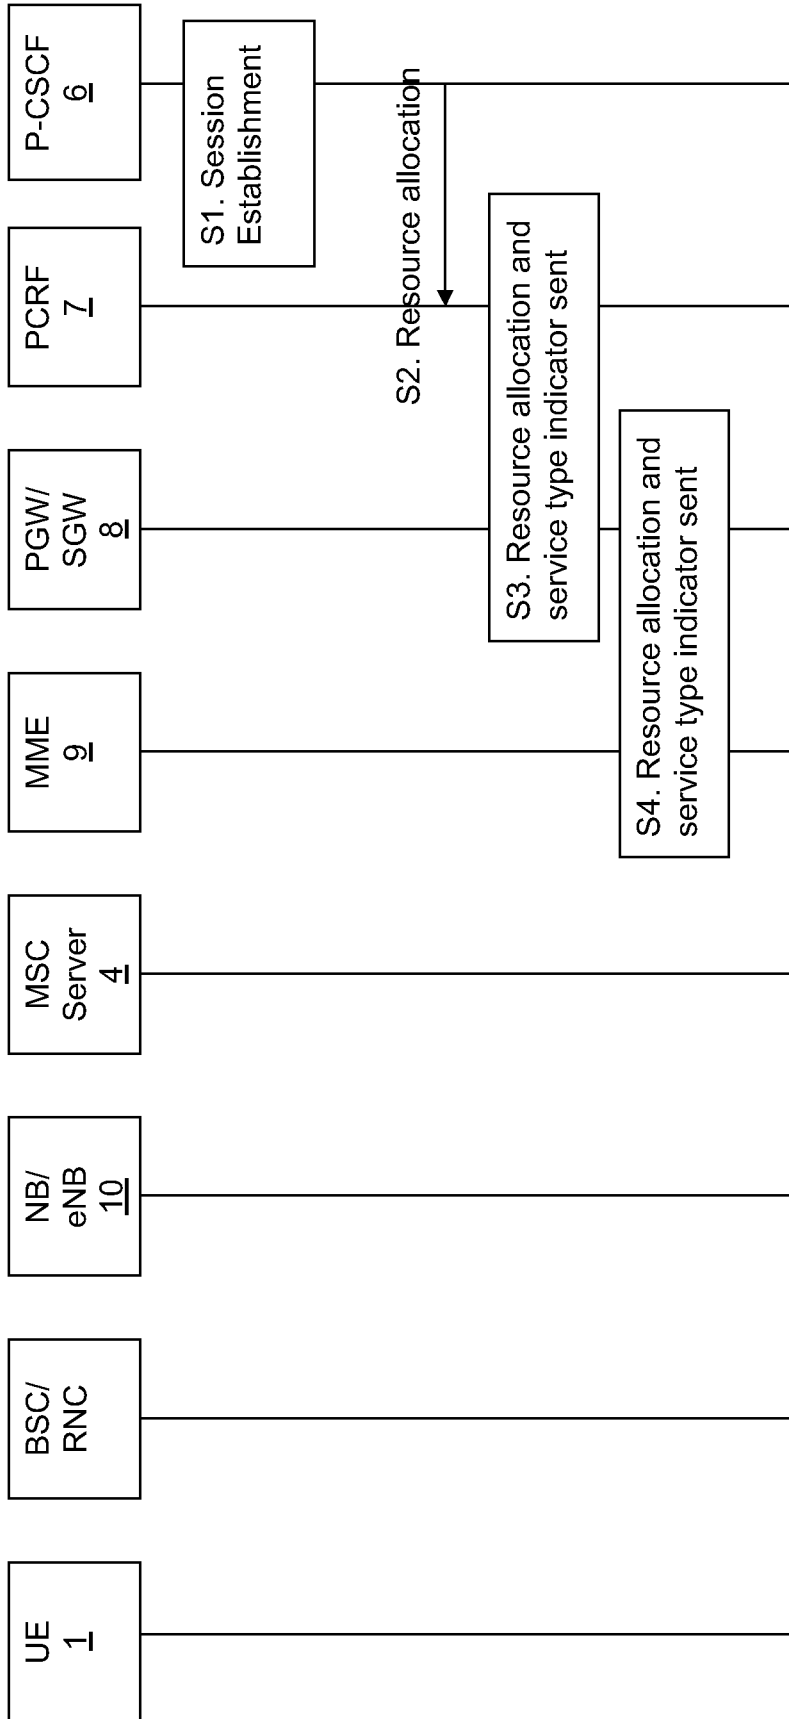 UE
1
BSC/
RNC
NB/
eNB
10
MSC
Server
4
MME
9
PGW/
SGW
8
PCRF
7
P-CSCF
6
S1. Session
Establishment
S2. Resource allocation
S3. Resource allocation and
service type indicator sent
S4. Resource allocation and
service type indicator sent